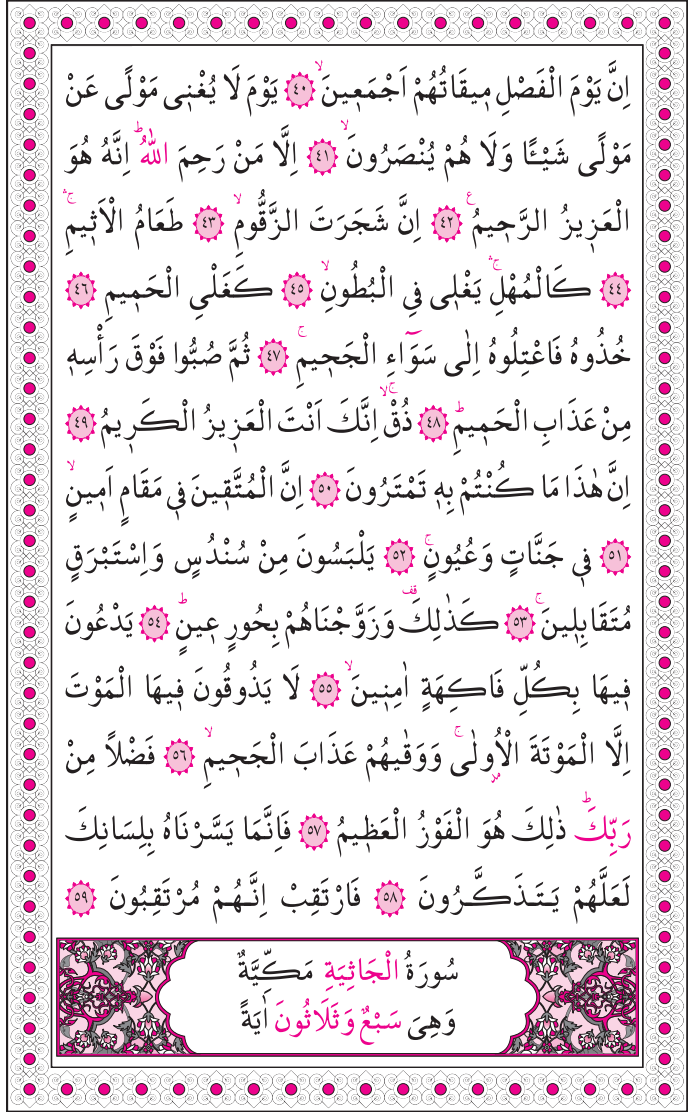 اِنَّ يَوْمَ الْفَصْلِ مٖيقَاتُهُمْ اَجْمَعٖينَۙ ﴿٤٠﴾ يَوْمَ لَا يُغْنٖى مَوْلًى عَنْ
مَوْلًى شَيْـًٔا وَلَا هُمْ يُنْصَرُونَۙ ﴿٤١﴾ اِلَّا مَنْ رَحِمَ اللّٰهُؕ اِنَّهُ هُوَ
الْعَزٖيزُ الرَّحٖيمُࣖ ﴿٤٢﴾ اِنَّ شَجَرَتَ الزَّقُّومِۙ ﴿٤٣﴾ طَعَامُ الْاَثٖيمِۚۛ
﴿٤٤﴾ كَالْمُهْلِۚۛ يَغْلٖى فِى الْبُطُونِۙ ﴿٤٥﴾ كَغَلْىِ الْحَمٖيمِ ﴿٤٦﴾
خُذُوهُ فَاعْتِلُوهُ اِلٰى سَوَٓاءِ الْجَحٖيمِۚ ﴿٤٧﴾ ثُمَّ صُبُّوا فَوْقَ رَأْسِهٖ
مِنْ عَذَابِ الْحَمٖيمِؕ ﴿٤٨﴾ ذُقْۚۙ اِنَّكَ اَنْتَ الْعَزٖيزُ الْكَرٖيمُ ﴿٤٩﴾
اِنَّ هٰذَا مَا كُنْتُمْ بِهٖ تَمْتَرُونَ ﴿٥٠﴾ اِنَّ الْمُتَّقٖينَ فٖى مَقَامٍ اَمٖينٍۙ
﴿٥١﴾ فٖى جَنَّاتٍ وَعُيُونٍۚ ﴿٥٢﴾ يَلْبَسُونَ مِنْ سُنْدُسٍ وَاِسْتَبْرَقٍ
مُتَقَابِلٖينَۚ ﴿٥٣﴾ كَذٰلِكَ قف وَزَوَّجْنَاهُمْ بِحُورٍ عٖينٍؕ ﴿٥٤﴾ يَدْعُونَ
فٖيهَا بِكُلِّ فَاكِهَةٍ اٰمِنٖينَۙ ﴿٥٥﴾ لَا يَذُوقُونَ فٖيهَا الْمَوْتَ
اِلَّا الْمَوْتَةَ الْاُو۫لٰىۚ وَوَقٰيهُمْ عَذَابَ الْجَحٖيمِۙ ﴿٥٦﴾ فَضْلًا مِنْ
رَبِّكَؕ ذٰلِكَ هُوَ الْفَوْزُ الْعَظٖيمُ ﴿٥٧﴾ فَاِنَّمَا يَسَّرْنَاهُ بِلِسَانِكَ
لَعَلَّهُمْ يَتَذَكَّرُونَ ﴿٥٨﴾ فَارْتَقِبْ اِنَّهُمْ مُرْتَقِبُونَ ﴿٥٩﴾
سُورَةُ الْجَاثِيَةِ مَكِّيَّةٌ
وَهِىَ سَبْعٌ وَثَلَاثُونَ اٰيَةً